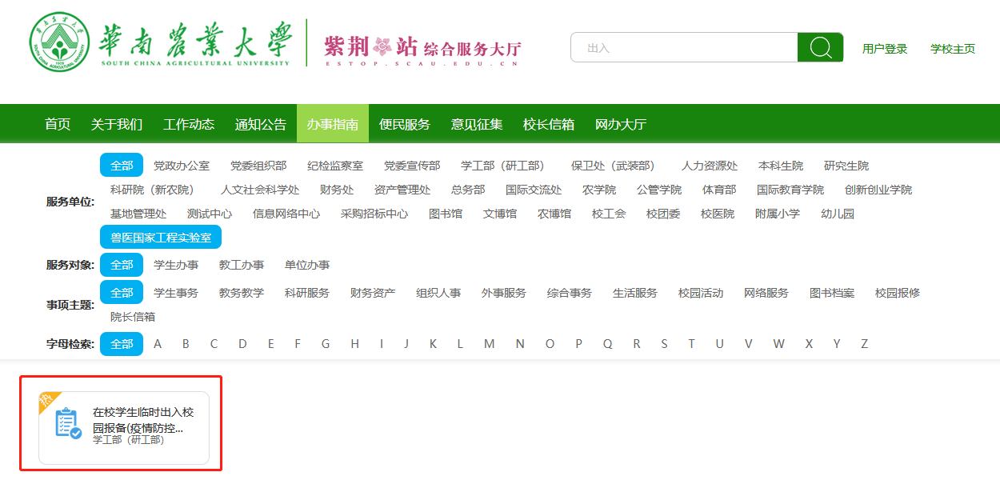 華南農業大學
SOUTH CHINA AGRICULTURAL UNIVERSITY
紫荆 站 综合服务大厅
ESTOP.SCAU.EDU.CN
出入
用户登录 学校主页
首页 关于我们 工作动态 通知公告 办事指南 便民服务 意见征集 校长信箱 网办大厅
服务单位: 全部 党政办公室 党委组织部 纪检监察室 党委宣传部 学工部（研工部） 保卫处（武装部） 人力资源处 本科生院 研究生院
科研院（新农院） 人文社会科学处 财务处 资产管理处 总务部 国际交流处 农学院 公管学院 体育部 国际教育学院 创新创业学院
基地管理处 测试中心 信息网络中心 采购招标中心 图书馆 文博馆 农博馆 校工会 校团委 校医院 附属小学 幼儿园
兽医国家工程实验室
服务对象: 全部 学生办事 教工办事 单位办事
事项主题: 全部 学生事务 教务教学 科研服务 财务资产 组织人事 外事服务 综合事务 生活服务 校园活动 网络服务 图书档案 校园报修
院长信箱
字母检索: 全部 A B C D E F G H I J K L M N O P Q R S T U V W X Y Z
热
在校学生临时出入校
园报备(疫情防控...
学工部（研工部）